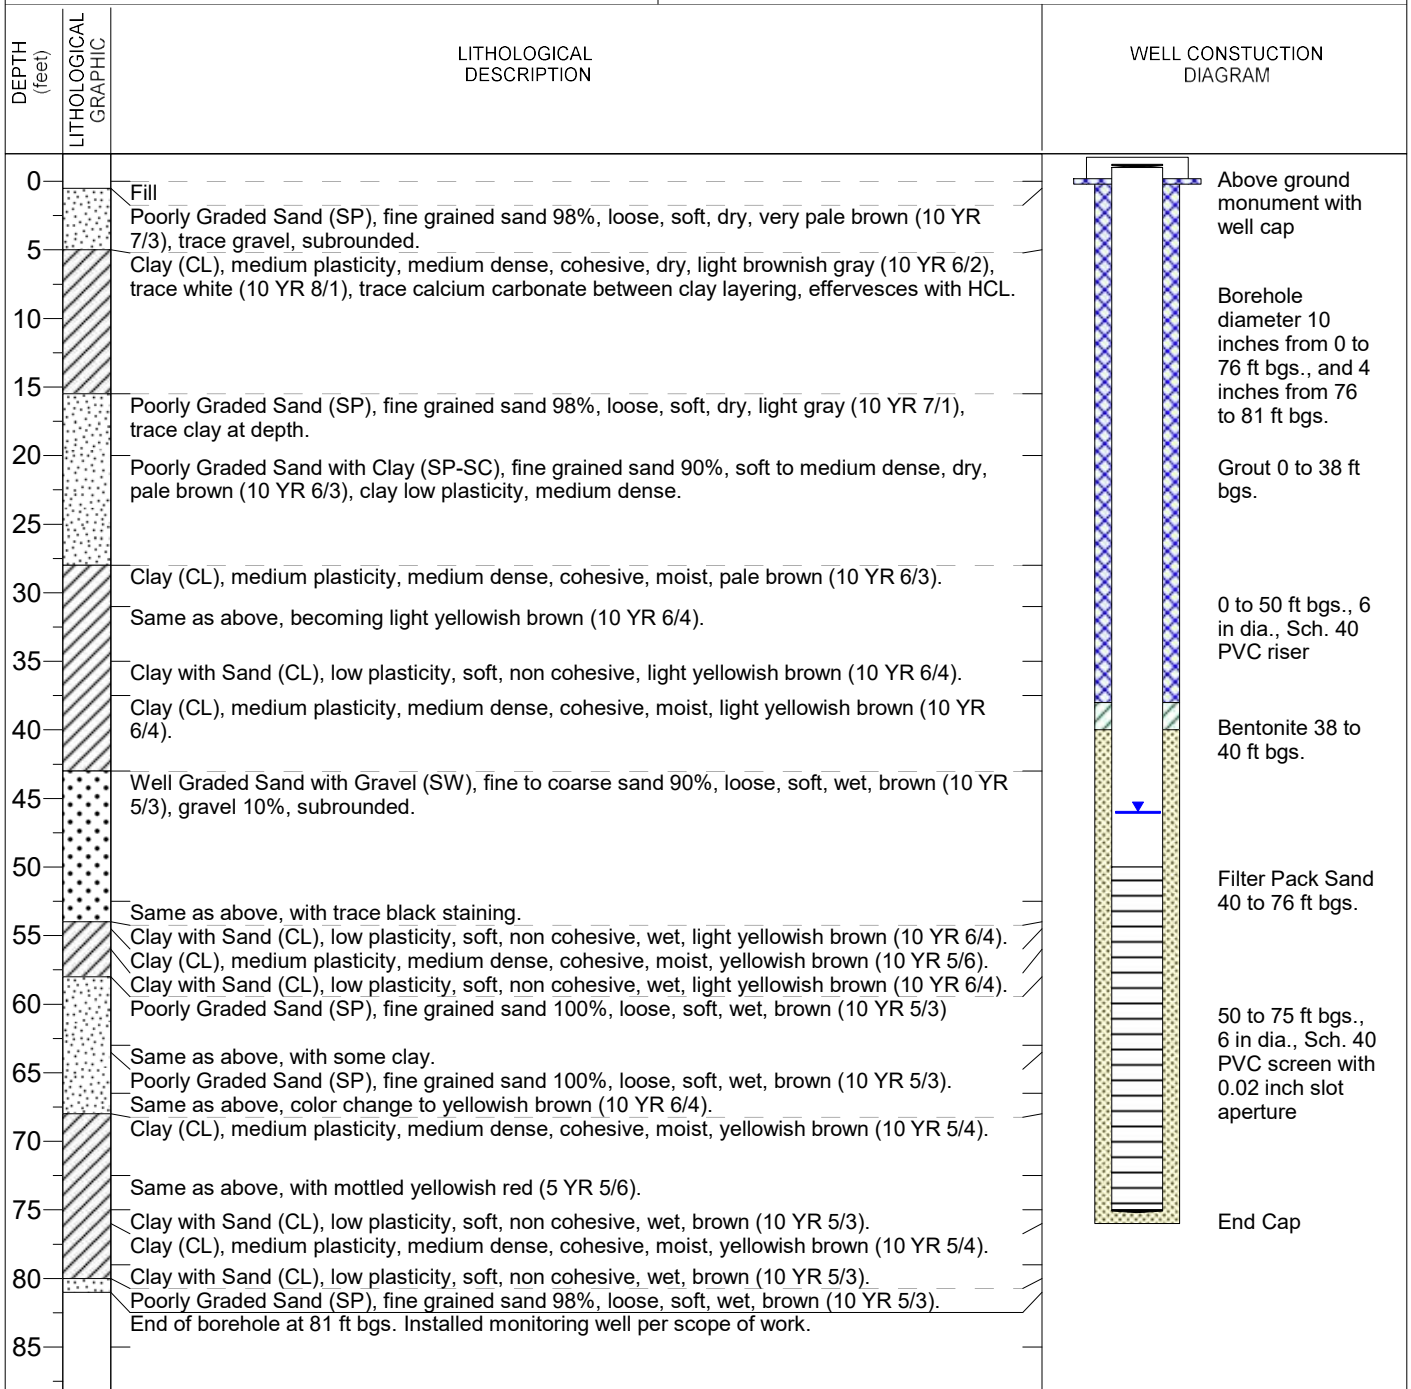 DEPTH
(feet)
LITHOLOGICAL
GRAPHIC
LITHOLOGICAL
DESCRIPTION
WELL CONSTUCTION
DIAGRAM
0
5
10
15
20
25
30
35
40
45
50
55
60
65
70
75
80
85
Fill
Poorly Graded Sand (SP), fine grained sand 98%, loose, soft, dry, very pale brown (10 YR
7/3), trace gravel, subrounded.
Clay (CL), medium plasticity, medium dense, cohesive, dry, light brownish gray (10 YR 6/2),
trace white (10 YR 8/1), trace calcium carbonate between clay layering, effervesces with HCL.
Poorly Graded Sand (SP), fine grained sand 98%, loose, soft, dry, light gray (10 YR 7/1),
trace clay at depth.
Poorly Graded Sand with Clay (SP-SC), fine grained sand 90%, soft to medium dense, dry,
pale brown (10 YR 6/3), clay low plasticity, medium dense.
Clay (CL), medium plasticity, medium dense, cohesive, moist, pale brown (10 YR 6/3).
Same as above, becoming light yellowish brown (10 YR 6/4).
Clay with Sand (CL), low plasticity, soft, non cohesive, light yellowish brown (10 YR 6/4).
Clay (CL), medium plasticity, medium dense, cohesive, moist, light yellowish brown (10 YR
6/4).
Well Graded Sand with Gravel (SW), fine to coarse sand 90%, loose, soft, wet, brown (10 YR
5/3), gravel 10%, subrounded.
Same as above, with trace black staining.
Clay with Sand (CL), low plasticity, soft, non cohesive, wet, light yellowish brown (10 YR 6/4).
Clay (CL), medium plasticity, medium dense, cohesive, moist, yellowish brown (10 YR 5/6).
Clay with Sand (CL), low plasticity, soft, non cohesive, wet, light yellowish brown (10 YR 6/4).
Poorly Graded Sand (SP), fine grained sand 100%, loose, soft, wet, brown (10 YR 5/3)
Same as above, with some clay.
Poorly Graded Sand (SP), fine grained sand 100%, loose, soft, wet, brown (10 YR 5/3).
Same as above, color change to yellowish brown (10 YR 6/4).
Clay (CL), medium plasticity, medium dense, cohesive, moist, yellowish brown (10 YR 5/4).
Same as above, with mottled yellowish red (5 YR 5/6).
Clay with Sand (CL), low plasticity, soft, non cohesive, wet, brown (10 YR 5/3).
Clay (CL), medium plasticity, medium dense, cohesive, moist, yellowish brown (10 YR 5/4).
Clay with Sand (CL), low plasticity, soft, non cohesive, wet, brown (10 YR 5/3).
Poorly Graded Sand (SP), fine grained sand 98%, loose, soft, wet, brown (10 YR 5/3).
End of borehole at 81 ft bgs. Installed monitoring well per scope of work.
Above ground
monument with
well cap
Borehole
diameter 10
inches from 0 to
76 ft bgs., and 4
inches from 76
to 81 ft bgs.
Grout 0 to 38 ft
bgs.
0 to 50 ft bgs., 6
in dia., Sch. 40
PVC riser
Bentonite 38 to
40 ft bgs.
Filter Pack Sand
40 to 76 ft bgs.
50 to 75 ft bgs.,
6 in dia., Sch. 40
PVC screen with
0.02 inch slot
aperture
End Cap